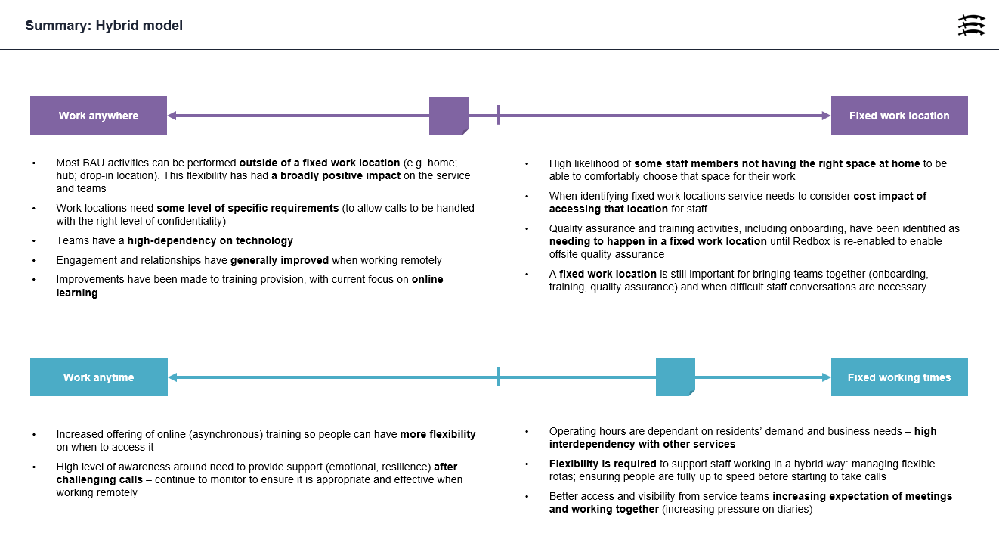 Summary: Hybrid model
Work anywhere
Fixed work location
• Most BAU activities can be performed outside of a fixed work location (e.g. home;
hub; drop-in location). This flexibility has had a broadly positive impact on the service
and teams
• Work locations need some level of specific requirements (to allow calls to be handled
with the right level of confidentiality)
• Teams have a high-dependency on technology
• Engagement and relationships have generally improved when working remotely
• Improvements have been made to training provision, with current focus on online
learning
• High likelihood of some staff members not having the right space at home to be
able to comfortably choose that space for their work
• When identifying fixed work locations service needs to consider cost impact of
accessing that location for staff
• Quality assurance and training activities, including onboarding, have been identified as
needing to happen in a fixed work location until Redbox is re-enabled to enable
offsite quality assurance
• A fixed work location is still important for bringing teams together (onboarding,
training, quality assurance) and when difficult staff conversations are necessary
Work anytime
Fixed working times
• Increased offering of online (asynchronous) training so people can have more flexibility
on when to access it
• High level of awareness around need to provide support (emotional, resilience) after
challenging calls – continue to monitor to ensure it is appropriate and effective when
working remotely
• Operating hours are dependant on residents’ demand and business needs – high
interdependency with other services
• Flexibility is required to support staff working in a hybrid way: managing flexible
rotas; ensuring people are fully up to speed before starting to take calls
• Better access and visibility from service teams increasing expectation of meetings
and working together (increasing pressure on diaries)